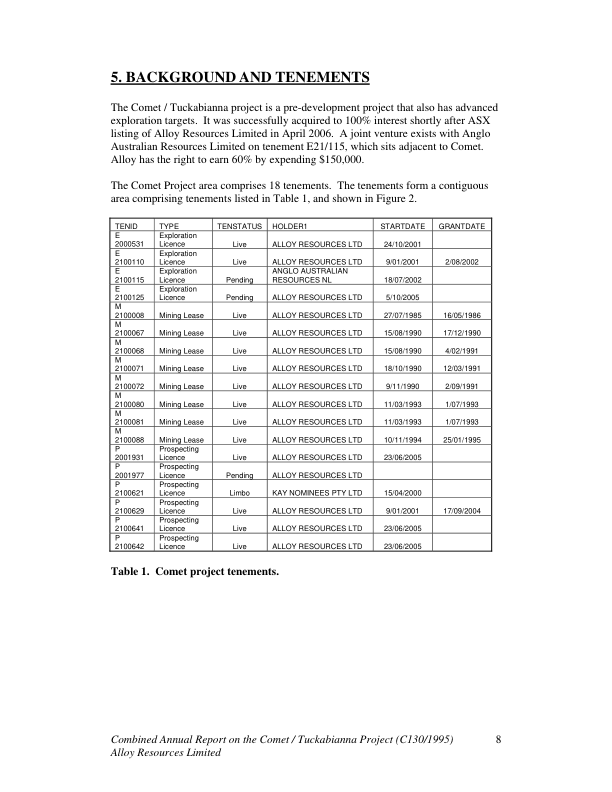 5. BACKGROUND AND TENEMENTS
The Comet / Tuckabianna project is a pre-development project that also has advanced
exploration targets.  It was successfully acquired to 100% interest shortly after ASX
listing of Alloy Resources Limited in April 2006.  A joint venture exists with Anglo
Australian Resources Limited on tenement E21/115, which sits adjacent to Comet.
Alloy has the right to earn 60% by expending $150,000.
The Comet Project area comprises 18 tenements.  The tenements form a contiguous
area comprising tenements listed in Table 1, and shown in Figure 2.
TENID TYPE TENSTATUS HOLDER1 STARTDATE GRANTDATE
E Exploration
2000531 Licence Live ALLOY RESOURCES LTD 24/10/2001
E Exploration
2100110 Licence Live ALLOY RESOURCES LTD 9/01/2001 2/08/2002
E Exploration ANGLO AUSTRALIAN
2100115 Licence Pending RESOURCES NL 18/07/2002
E Exploration
2100125 Licence Pending ALLOY RESOURCES LTD 5/10/2005
M
2100008 Mining Lease Live ALLOY RESOURCES LTD 27/07/1985 16/05/1986
M
2100067 Mining Lease Live ALLOY RESOURCES LTD 15/08/1990 17/12/1990
M
2100068 Mining Lease Live ALLOY RESOURCES LTD 15/08/1990 4/02/1991
M
2100071 Mining Lease Live ALLOY RESOURCES LTD 18/10/1990 12/03/1991
M
2100072 Mining Lease Live ALLOY RESOURCES LTD 9/11/1990 2/09/1991
M
2100080 Mining Lease Live ALLOY RESOURCES LTD 11/03/1993 1/07/1993
M
2100081 Mining Lease Live ALLOY RESOURCES LTD 11/03/1993 1/07/1993
M
2100088 Mining Lease Live ALLOY RESOURCES LTD 10/11/1994 25/01/1995
P Prospecting
2001931 Licence Live ALLOY RESOURCES LTD 23/06/2005
P Prospecting
2001977 Licence Pending ALLOY RESOURCES LTD
P Prospecting
2100621 Licence Limbo KAY NOMINEES PTY LTD 15/04/2000
P Prospecting
2100629 Licence Live ALLOY RESOURCES LTD 9/01/2001 17/09/2004
P Prospecting
2100641 Licence Live ALLOY RESOURCES LTD 23/06/2005
P Prospecting
2100642 Licence Live ALLOY RESOURCES LTD 23/06/2005
Table 1.  Comet project tenements.
Combined Annual Report on the Comet / Tuckabianna Project (C130/1995) 8
Alloy Resources Limited